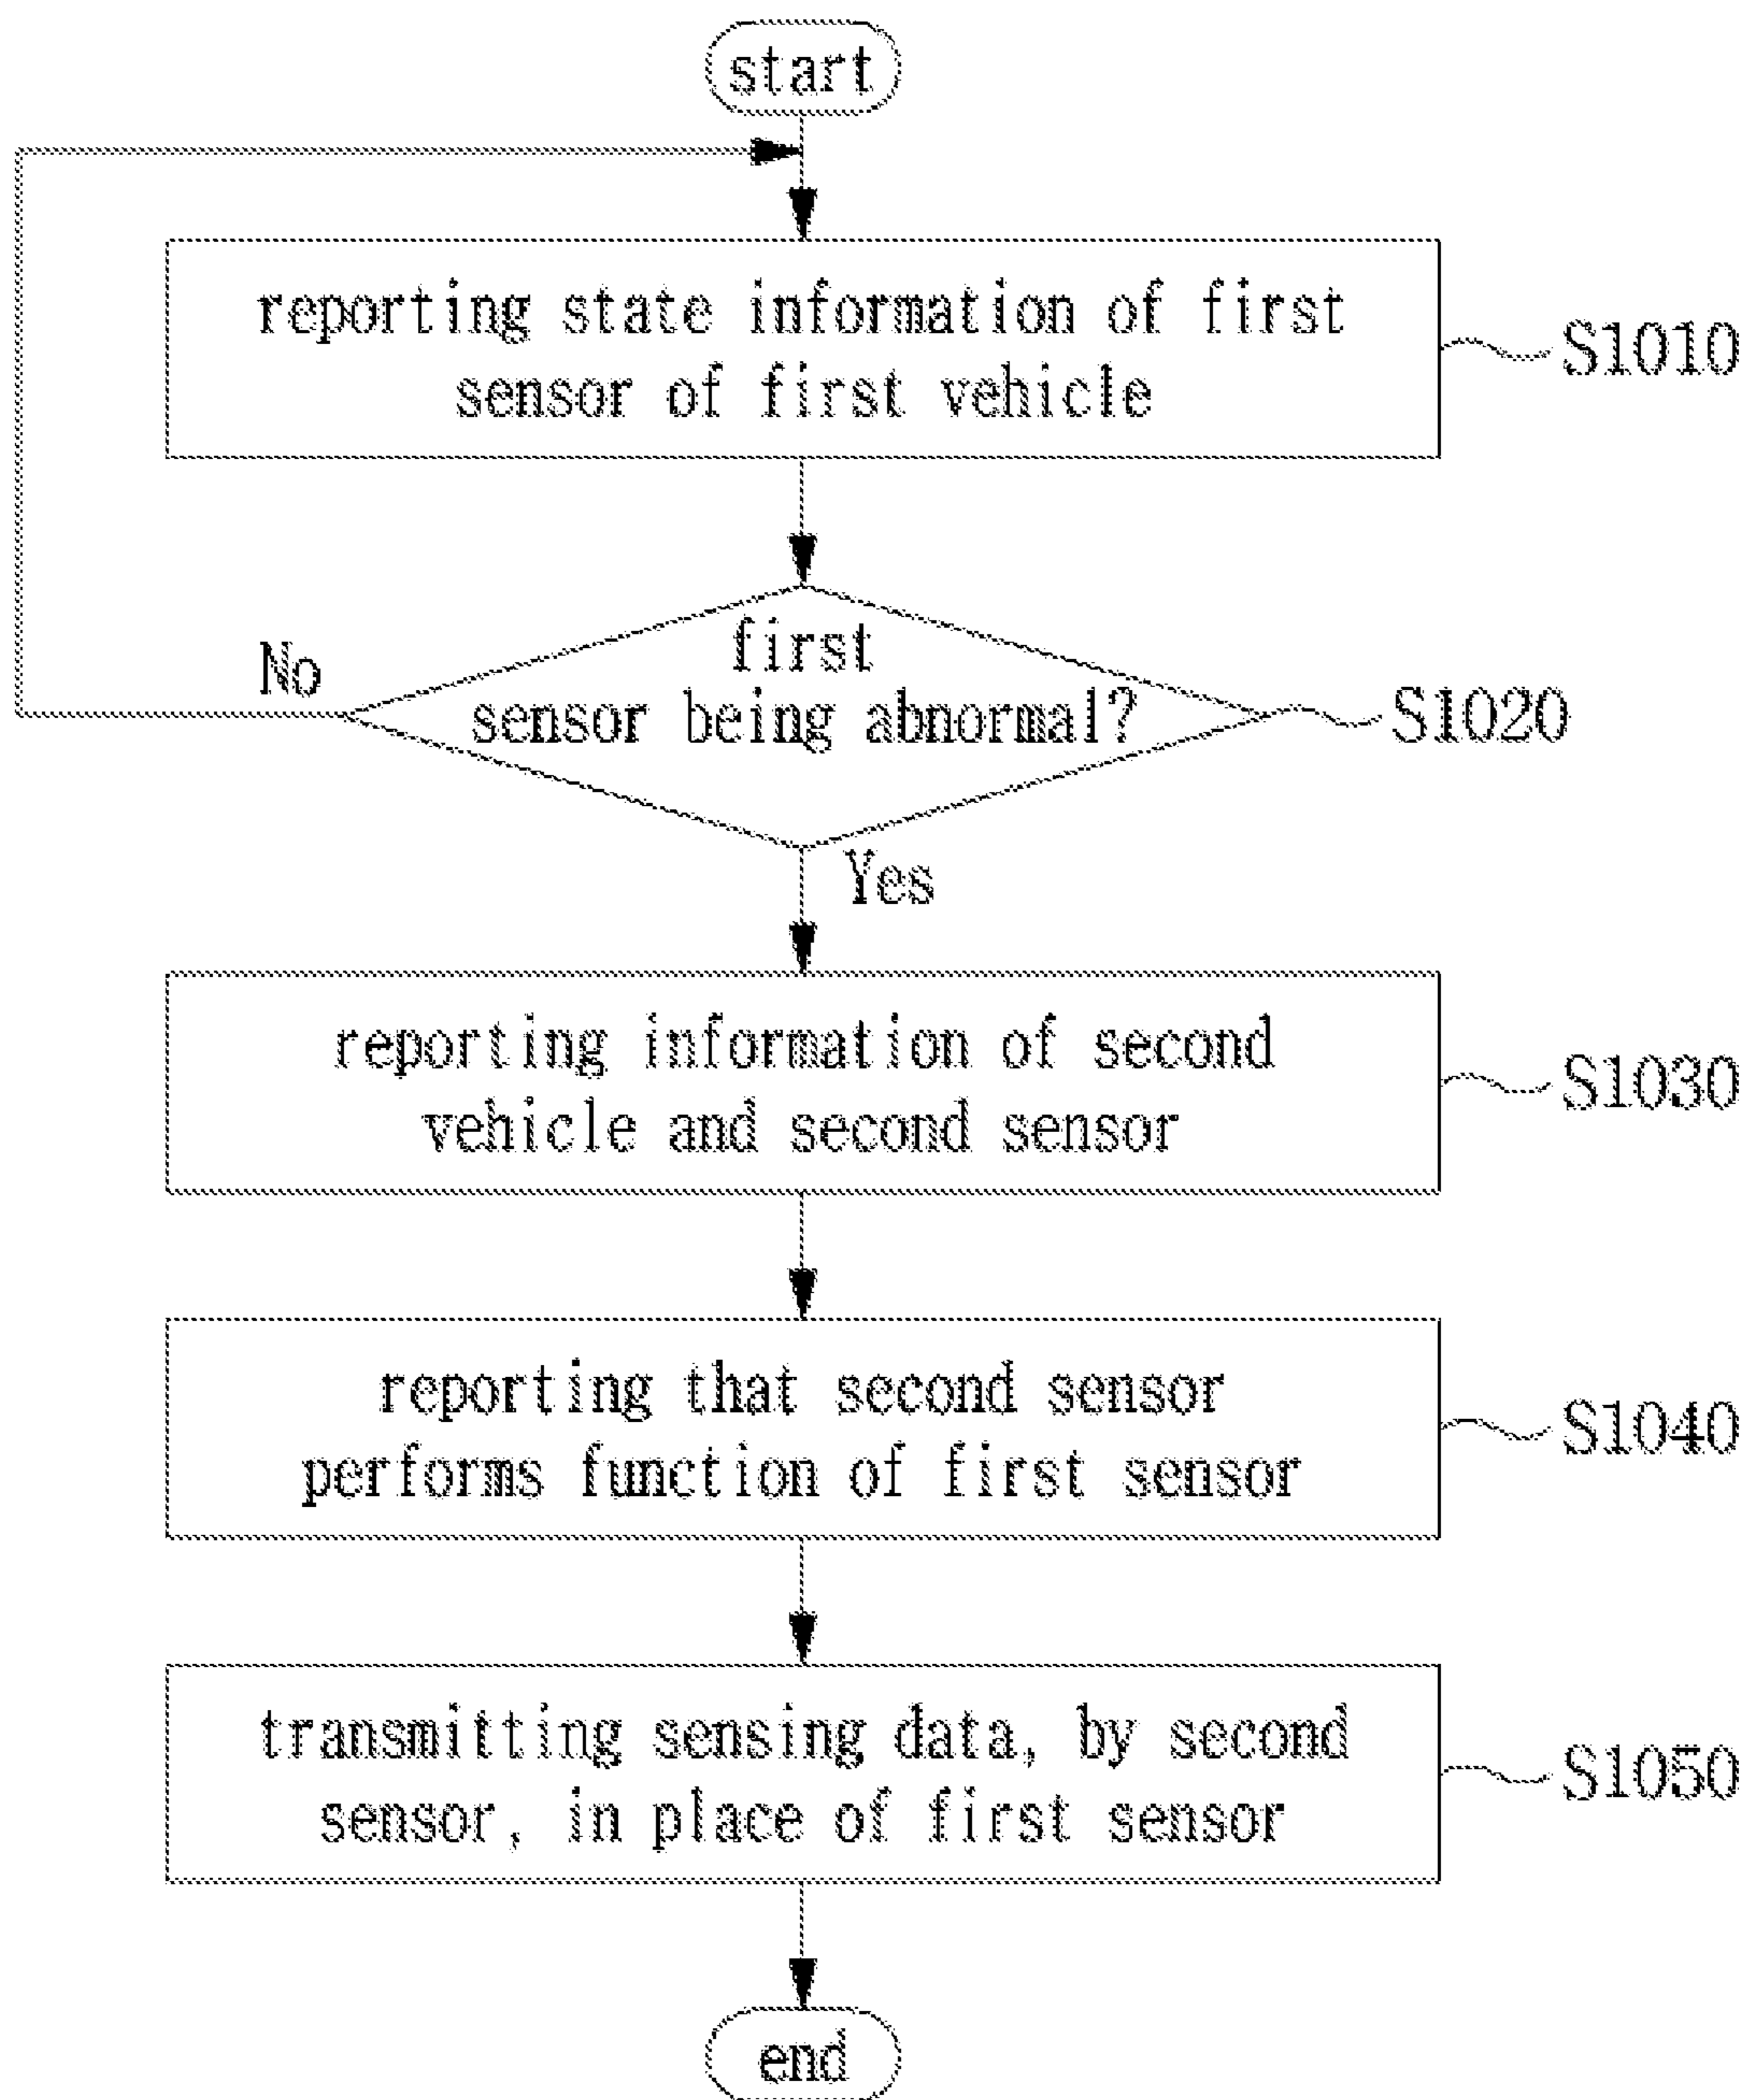 start
reporting state information of first
sensor of first vehicle
S1010
first
sensor being abnormal?
No
S1020
Yes
reporting information of second
vehicle and second sensor
S1030
reporting that second sensor
performs function of first sensor
S1040
transmitting sensing data, by second
sensor, in place of first sensor
S1050
end